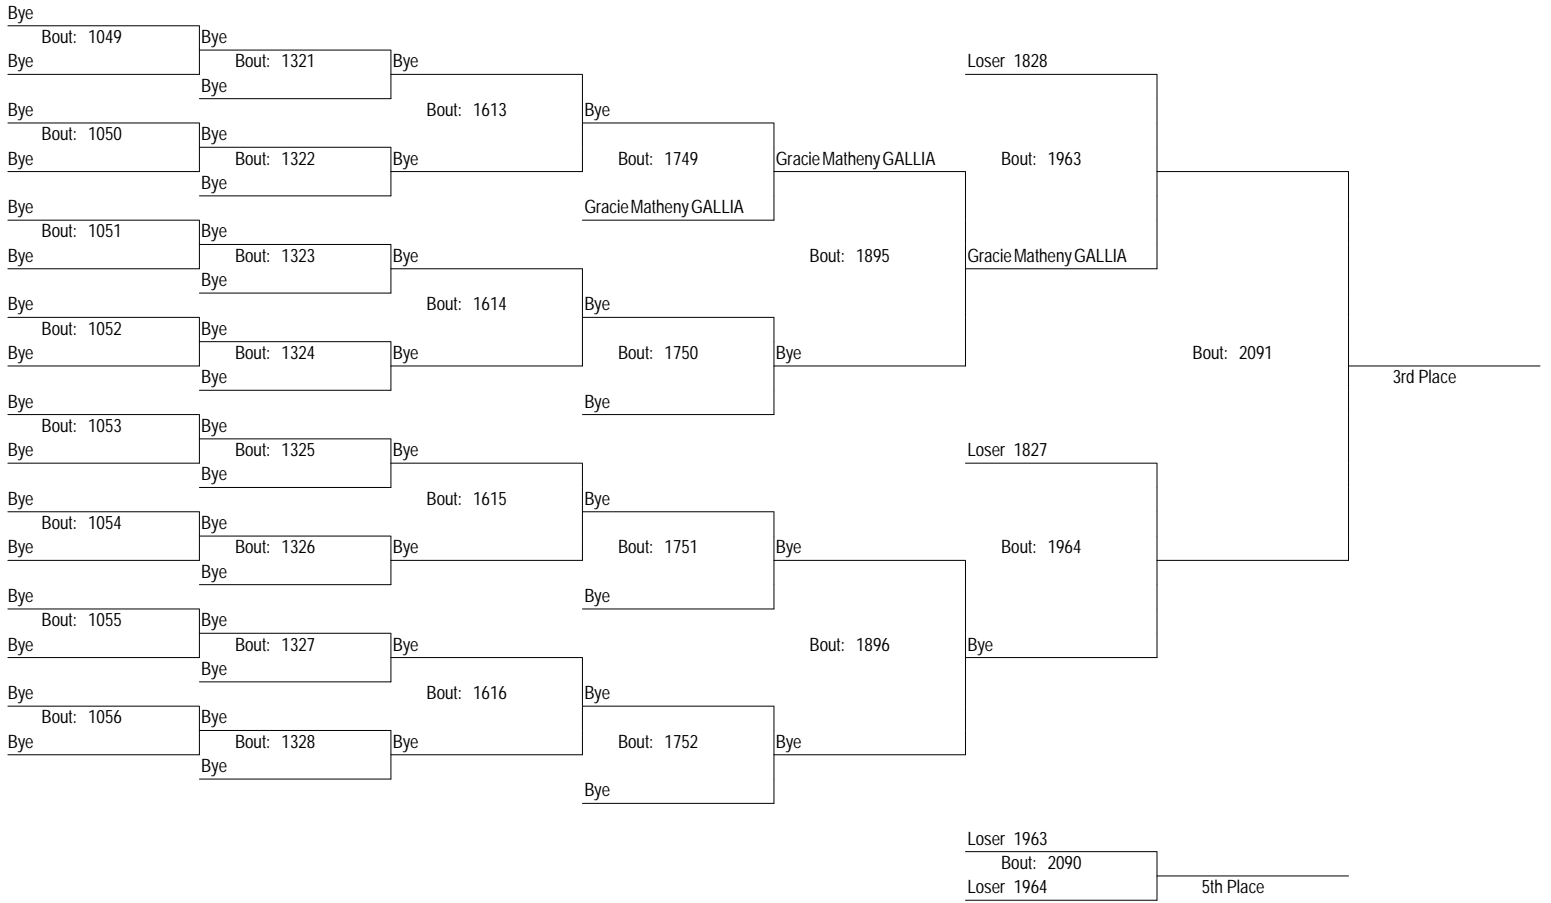 Bye
Bout: 1049
Bye
Bye
Bout: 1050
Bye
Bye
Bout: 1051
Bye
Bye
Bout: 1052
Bye
Bye
Bout: 1053
Bye
Bye
Bout: 1054
Bye
Bye
Bout: 1055
Bye
Bye
Bout: 1056
Bye
Bye
Bout: 1321
Bye
Bye
Bout: 1322
Bye
Bye
Bout: 1323
Bye
Bye
Bout: 1324
Bye
Bye
Bout: 1325
Bye
Bye
Bout: 1326
Bye
Bye
Bout: 1327
Bye
Bye
Bout: 1328
Bye
Bye
Bout: 1613
Bye
Bye
Bout: 1614
Bye
Bye
Bout: 1615
Bye
Bye
Bout: 1616
Bye
Bye
Bout: 1749
Gracie Matheny GALLIA
Bye
Bout: 1750
Bye
Bye
Bout: 1751
Bye
Bye
Bout: 1752
Bye
Gracie Matheny GALLIA
Bout: 1895
Bye
Bye
Bout: 1896
Bye
Loser 1828
Bout: 1963
Gracie Matheny GALLIA
Loser 1827
Bout: 1964
Bye
Bout: 2091
3rd Place
Loser 1963
Bout: 2090
Loser 1964
5th Place